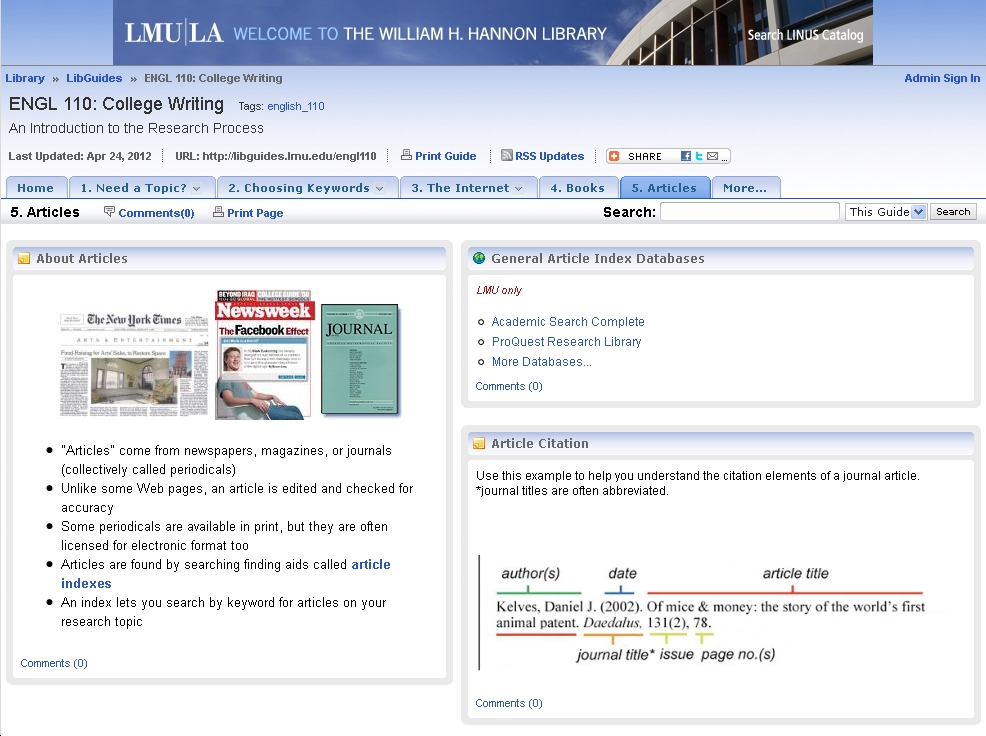 LMU|LA WELCOME TO THE WILLIAM H. HANNON LIBRARY
Search LINUS Catalog
Library » LibGuides » ENGL 110: College Writing
Admin Sign In
ENGL 110: College Writing Tags: english_110
An Introduction to the Research Process
Last Updated: Apr 24, 2012 URL: http://libguides.lmu.edu/engl110 Print Guide RSS Updates SHARE ...
Home 1. Need a Topic? 2. Choosing Keywords 3. The Internet 4. Books 5. Articles More...
5. Articles Comments(0) Print Page Search: This Guide Search
About Articles
The New York Times
ARTS & ENTERTAINMENT
Food-Raising for Arts' Sake, to Restore Space
Newsweek
The Facebook Effect
JOURNAL
"Articles" come from newspapers, magazines, or journals
(collectively called periodicals)
Unlike some Web pages, an article is edited and checked for
accuracy
Some periodicals are available in print, but they are often
licensed for electronic format too
Articles are found by searching finding aids called article
indexes
An index lets you search by keyword for articles on your
research topic
Comments (0)
General Article Index Databases
LMU only
Academic Search Complete
ProQuest Research Library
More Databases...
Comments (0)
Article Citation
Use this example to help you understand the citation elements of a journal article.
*journal titles are often abbreviated.
author(s) date article title
Kelves, Daniel J. (2002). Of mice & money: the story of the world's first
animal patent. Daedalus, 131(2), 78.
journal title* issue page no.(s)
Comments (0)